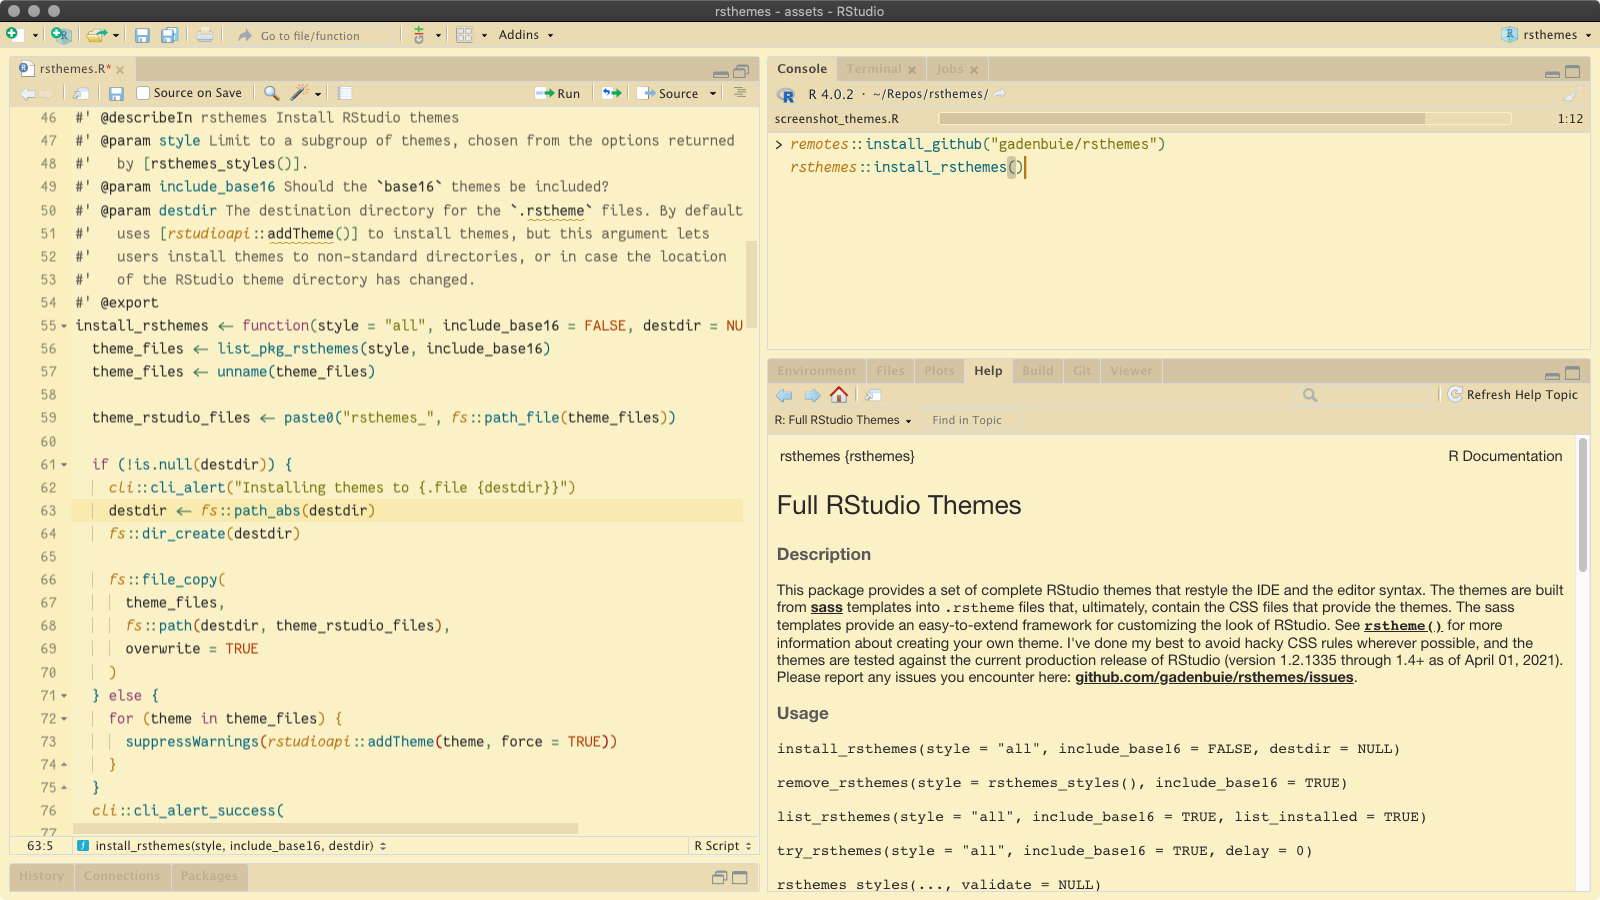 rsthemes - assets - RStudio
Go to file/function
Addins
rsthemes
rsthemes.R*
Source on Save
Run
Source
46 #' @describeIn rsthemes Install RStudio themes
47 #' @param style Limit to a subgroup of themes, chosen from the options returned
48 #'   by [rsthemes_styles()].
49 #' @param include_base16 Should the `base16` themes be included?
50 #' @param destdir The destination directory for the `.rstheme` files. By default
51 #'   uses [rstudioapi::addTheme()] to install themes, but this argument lets
52 #'   users install themes to non-standard directories, or in case the location
53 #'   of the RStudio theme directory has changed.
54 #' @export
55 install_rsthemes <- function(style = "all", include_base16 = FALSE, destdir = NU
56   theme_files <- list_pkg_rsthemes(style, include_base16)
57   theme_files <- unname(theme_files)
58
59   theme_rstudio_files <- paste0("rsthemes_", fs::path_file(theme_files))
60
61   if (!is.null(destdir)) {
62     cli::cli_alert("Installing themes to {.file {destdir}}")
63     destdir <- fs::path_abs(destdir)
64     fs::dir_create(destdir)
65
66     fs::file_copy(
67       theme_files,
68       fs::path(destdir, theme_rstudio_files),
69       overwrite = TRUE
70     )
71   } else {
72     for (theme in theme_files) {
73       suppressWarnings(rstudioapi::addTheme(theme, force = TRUE))
74     }
75   }
76   cli::cli_alert_success(
77
63:5 install_rsthemes(style, include_base16, destdir) R Script
History Connections Packages
Console Terminal Jobs
R 4.0.2 · ~/Repos/rsthemes/
screenshot_themes.R 1:12
> remotes::install_github("gadenbuie/rsthemes")
rsthemes::install_rsthemes()
Environment Files Plots Help Build Git Viewer
Refresh Help Topic
R: Full RStudio Themes Find in Topic
rsthemes {rsthemes} R Documentation
Full RStudio Themes
Description
This package provides a set of complete RStudio themes that restyle the IDE and the editor syntax. The themes are built
from sass templates into .rstheme files that, ultimately, contain the CSS files that provide the themes. The sass
templates provide an easy-to-extend framework for customizing the look of RStudio. See rstheme() for more
information about creating your own theme. I've done my best to avoid hacky CSS rules wherever possible, and the
themes are tested against the current production release of RStudio (version 1.2.1335 through 1.4+ as of April 01, 2021).
Please report any issues you encounter here: github.com/gadenbuie/rsthemes/issues.
Usage
install_rsthemes(style = "all", include_base16 = FALSE, destdir = NULL)
remove_rsthemes(style = rsthemes_styles(), include_base16 = TRUE)
list_rsthemes(style = "all", include_base16 = TRUE, list_installed = TRUE)
try_rsthemes(style = "all", include_base16 = TRUE, delay = 0)
rsthemes_styles(..., validate = NULL)